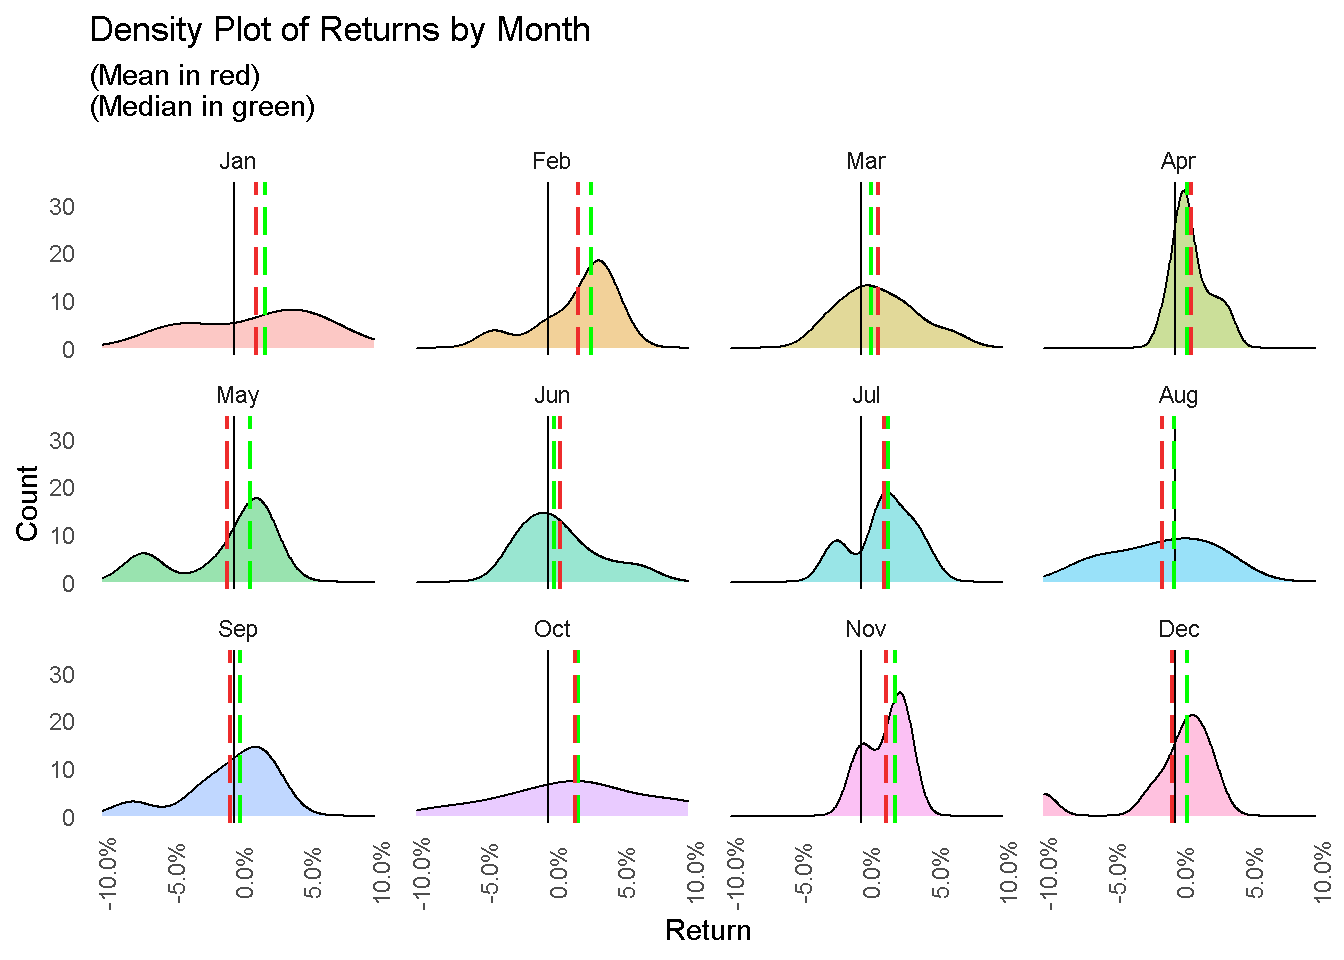 Density Plot of Returns by Month
(Mean in red)
(Median in green)
Jan Feb Mar Apr
30
20
10
0
May Jun Jul Aug
30
20
10
0
Sep Oct Nov Dec
30
20
10
0
Count
-10.0% -5.0% 0.0% 5.0% 10.0% -10.0% -5.0% 0.0% 5.0% 10.0% -10.0% -5.0% 0.0% 5.0% 10.0% -10.0% -5.0% 0.0% 5.0% 10.0%
Return